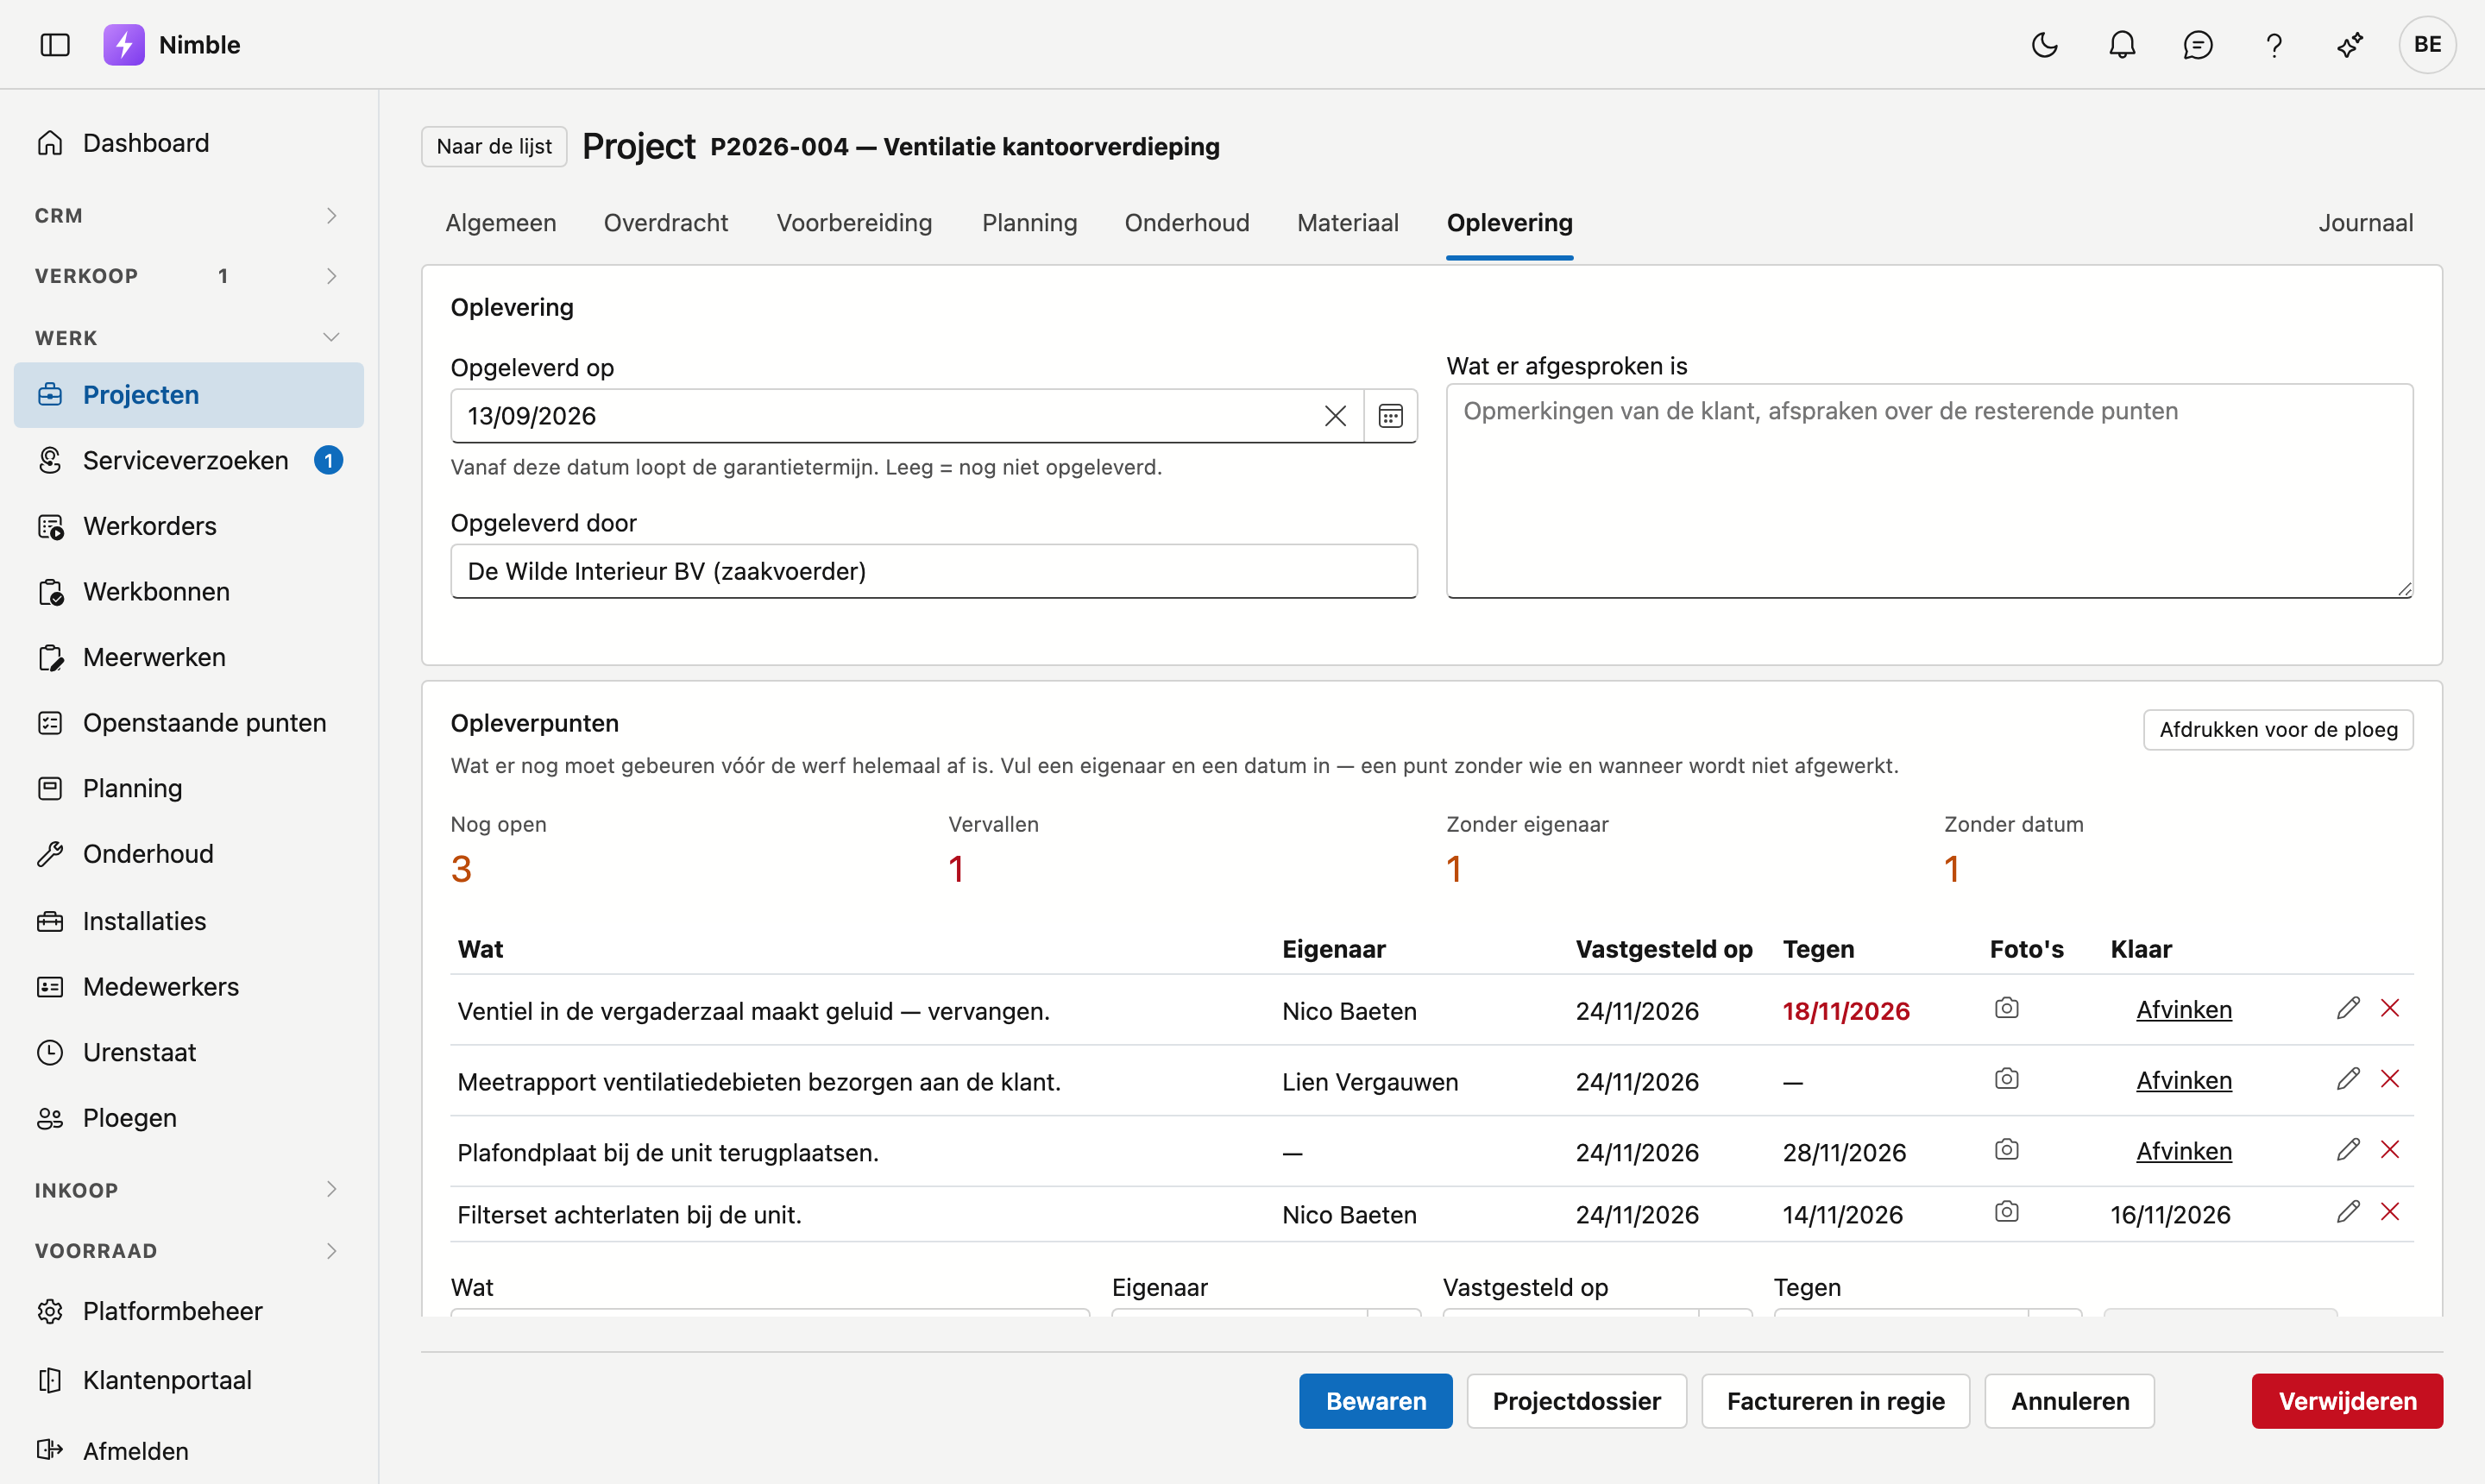 Nimble
BE
Dashboard
CRM
VERKOOP 1
WERK
Projecten
Serviceverzoeken 1
Werkorders
Werkbonnen
Meerwerken
Openstaande punten
Planning
Onderhoud
Installaties
Medewerkers
Urenstaat
Ploegen
INKOOP
VOORRAAD
Platformbeheer
Klantenportaal
Afmelden
Naar de lijst Project P2026-004 — Ventilatie kantoorverdieping
Algemeen Overdracht Voorbereiding Planning Onderhoud Materiaal Oplevering Journaal
Oplevering
Opgeleverd op
13/09/2026
Vanaf deze datum loopt de garantietermijn. Leeg = nog niet opgeleverd.
Opgeleverd door
De Wilde Interieur BV (zaakvoerder)
Wat er afgesproken is
Opmerkingen van de klant, afspraken over de resterende punten
Opleverpunten
Afdrukken voor de ploeg
Wat er nog moet gebeuren vóór de werf helemaal af is. Vul een eigenaar en een datum in — een punt zonder wie en wanneer wordt niet afgewerkt.
Nog open Vervallen Zonder eigenaar Zonder datum
3 1 1 1
Wat Eigenaar Vastgesteld op Tegen Foto's Klaar
Ventiel in de vergaderzaal maakt geluid — vervangen. Nico Baeten 24/11/2026 18/11/2026 Afvinken
Meetrapport ventilatiedebieten bezorgen aan de klant. Lien Vergauwen 24/11/2026 — Afvinken
Plafondplaat bij de unit terugplaatsen. — 24/11/2026 28/11/2026 Afvinken
Filterset achterlaten bij de unit. Nico Baeten 24/11/2026 14/11/2026 16/11/2026
Wat Eigenaar Vastgesteld op Tegen
Bewaren Projectdossier Factureren in regie Annuleren Verwijderen